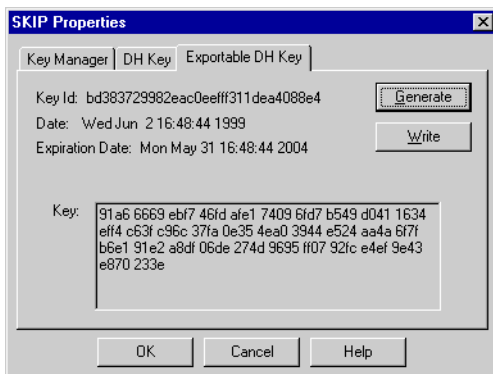 SKIP Properties
Key Manager DH Key Exportable DH Key
Key Id: bd383729982eac0eefff311dea4088e4
Generate
Date: Wed Jun 2 16:48:44 1999
Write
Expiration Date: Mon May 31 16:48:44 2004
Key: 91a6 6669 ebf7 46fd afe1 7409 6fd7 b549 d041 1634
eff4 c63f c96c 37fa 0e35 4ea0 3944 e524 aa4a 6f7f
b6e1 91e2 a8df 06de 274d 9695 ff07 92fc e4ef 9e43
e870 233e
OK Cancel Help